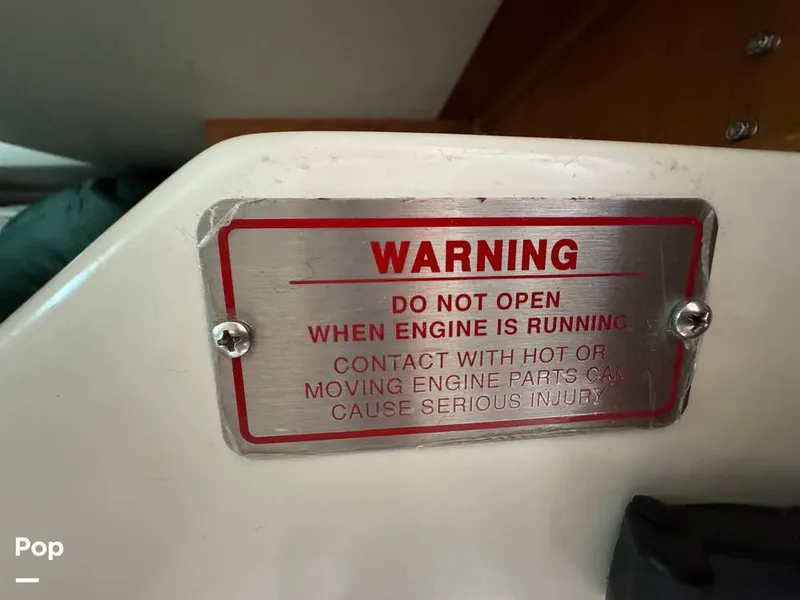 WARNING
DO NOT OPEN
WHEN ENGINE IS RUNNING
CONTACT WITH HOT OR
MOVING ENGINE PARTS CAN
CAUSE SERIOUS INJURY
Pop